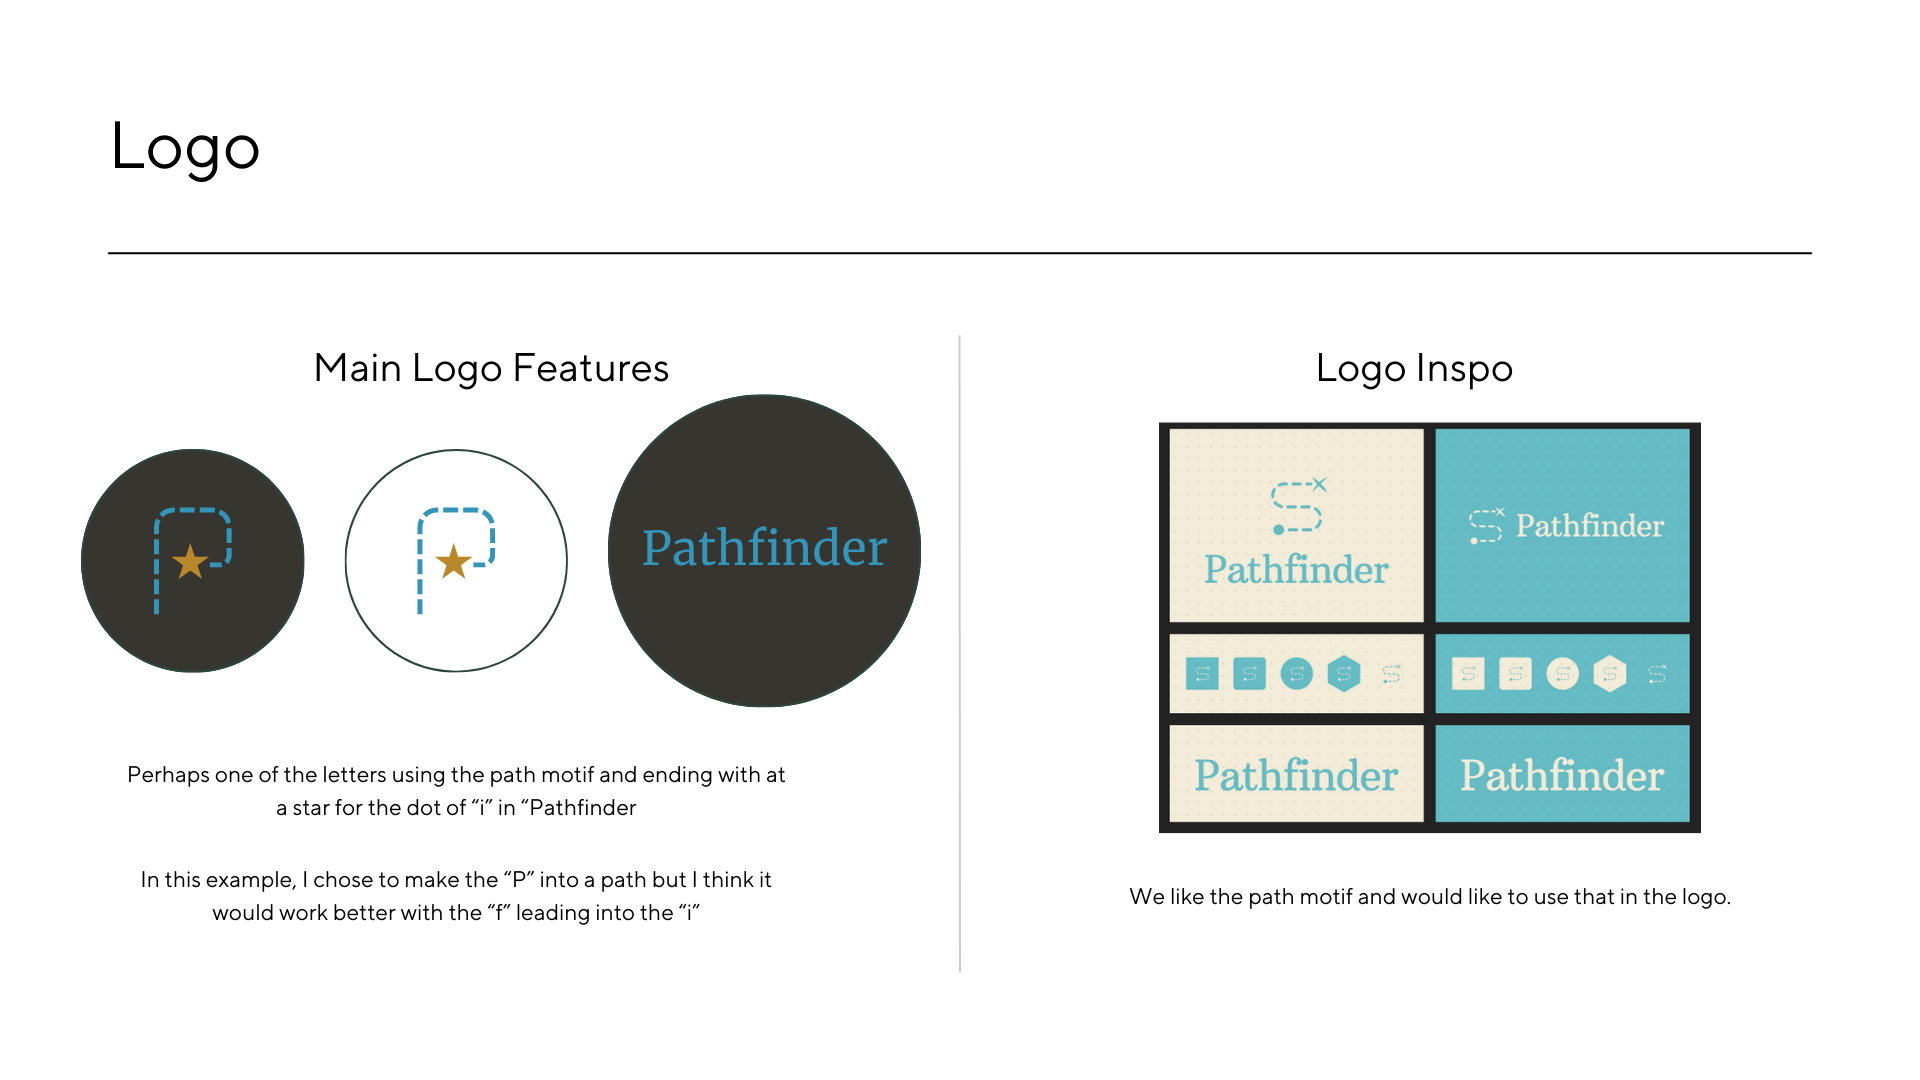 Logo
Main Logo Features
Pathfinder
Perhaps one of the letters using the path motif and ending with at
a star for the dot of “i” in “Pathfinder
In this example, I chose to make the “P” into a path but I think it
would work better with the “f” leading into the “i”
Logo Inspo
Pathfinder
Pathfinder
Pathfinder
Pathfinder
We like the path motif and would like to use that in the logo.